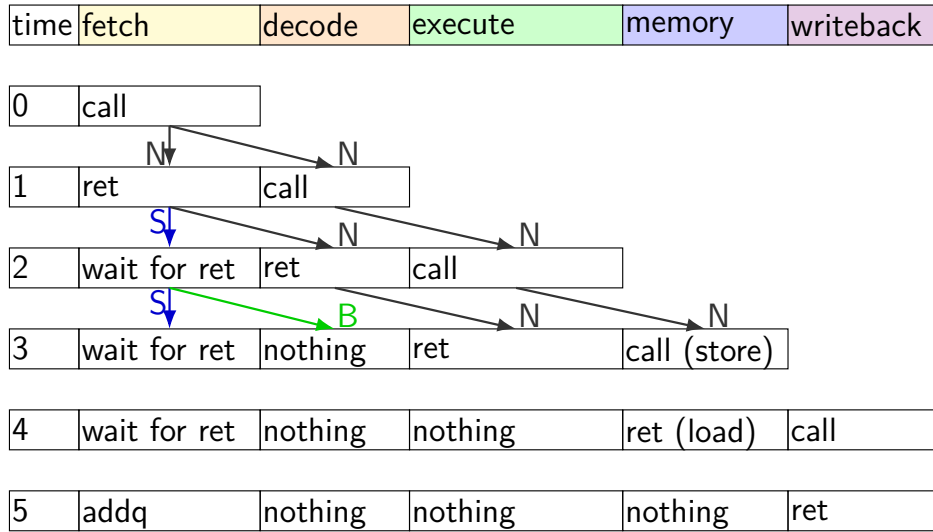 time fetch decode execute memory writeback
0 call
N N
1 ret call
S N N
2 wait for ret ret call
S B N N
3 wait for ret nothing ret call (store)
4 wait for ret nothing nothing ret (load) call
5 addq nothing nothing nothing ret